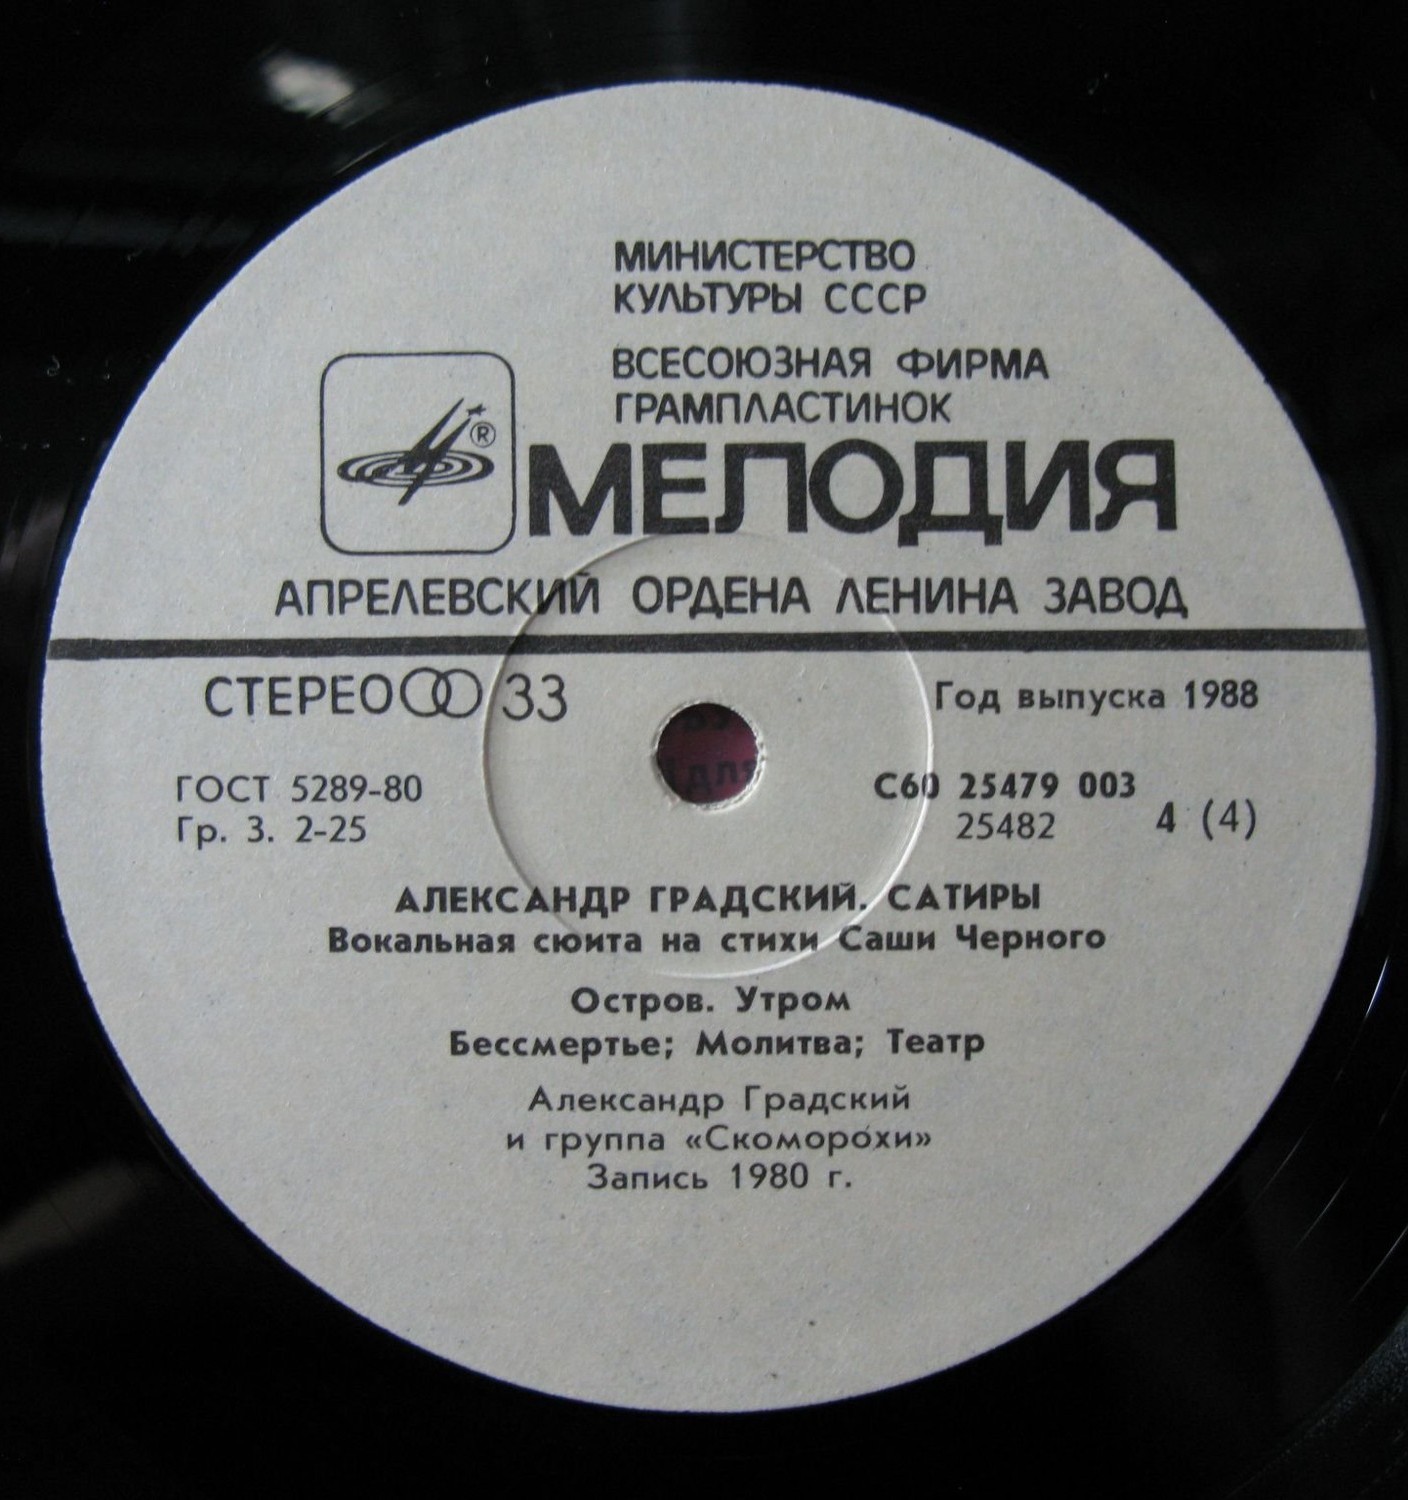 МИНИСТЕРСТВО
КУЛЬТУРЫ СССР
ВСЕСОЮЗНАЯ ФИРМА
ГРАМПЛАСТИНОК
®
МЕЛОДИЯ
АПРЕЛЕВСКИЙ ОРДЕНА ЛЕНИНА ЗАВОД
СТЕРЕО 33
Год выпуска 1988
ГОСТ 5289-80
Гр. 3. 2-25
С60 25479 003
25482 4 (4)
АЛЕКСАНДР ГРАДСКИЙ. САТИРЫ
Вокальная сюита на стихи Саши Черного
Остров. Утром
Бессмертье; Молитва; Театр
Александр Градский
и группа «Скоморóхи»
Запись 1980 г.